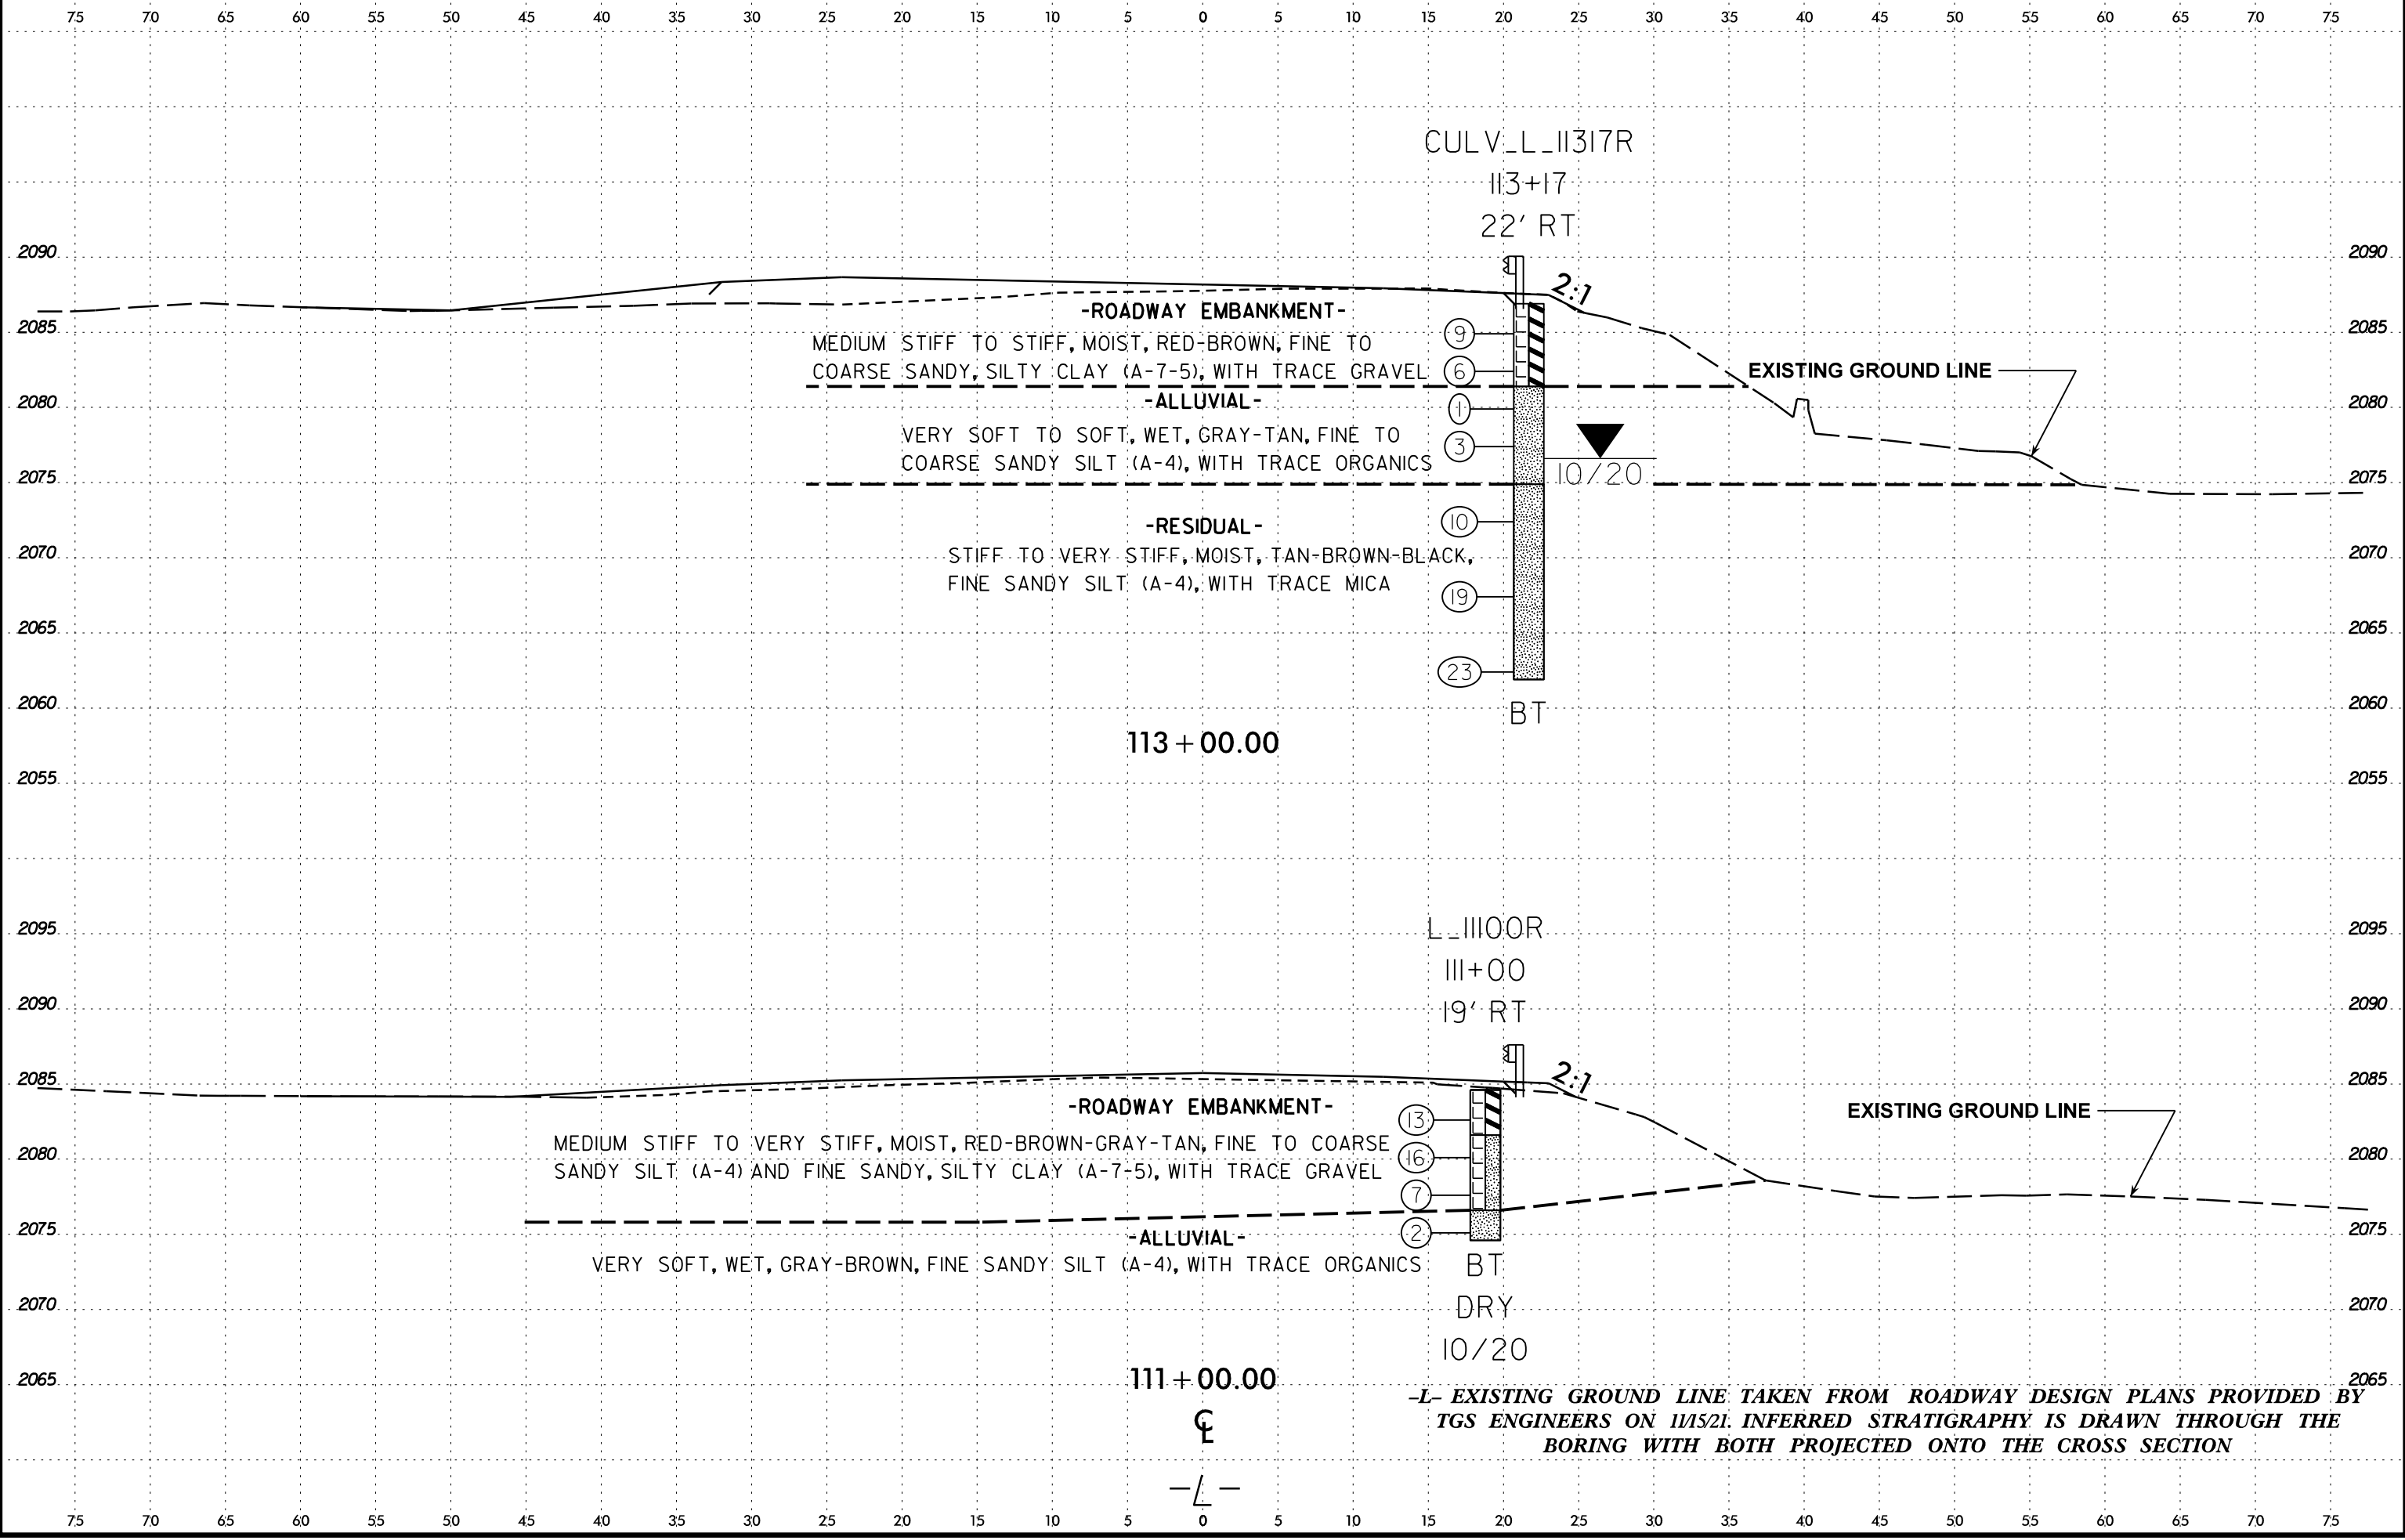 75 70 65 60 55 50 45 40 35 30 25 20 15 10 5 0 5 10 15 20 25 30 35 40 45 50 55 60 65 70 75
CULV_L_11317R
113+17
22' RT
2090 2090
2:1
-ROADWAY EMBANKMENT-
2085 2085
9
MEDIUM STIFF TO STIFF, MOIST, RED-BROWN, FINE TO
COARSE SANDY, SILTY CLAY (A-7-5), WITH TRACE GRAVEL
6
EXISTING GROUND LINE
2080 2080
-ALLUVIAL-
1
VERY SOFT TO SOFT, WET, GRAY-TAN, FINE TO
COARSE SANDY SILT (A-4), WITH TRACE ORGANICS
3
10/20
2075 2075
-RESIDUAL-
10
STIFF TO VERY STIFF, MOIST, TAN-BROWN-BLACK,
FINE SANDY SILT (A-4), WITH TRACE MICA
2070 2070
19
2065 2065
23
2060 2060
BT
113+00.00
2055 2055
2095 2095
L_11100R
111+00
19' RT
2090 2090
2085 2085
2:1
-ROADWAY EMBANKMENT-
13
EXISTING GROUND LINE
MEDIUM STIFF TO VERY STIFF, MOIST, RED-BROWN-GRAY-TAN, FINE TO COARSE
SANDY SILT (A-4) AND FINE SANDY, SILTY CLAY (A-7-5), WITH TRACE GRAVEL
2080 2080
16
7
2075 2075
2
-ALLUVIAL-
VERY SOFT, WET, GRAY-BROWN, FINE SANDY SILT (A-4), WITH TRACE ORGANICS
BT
DRY
10/20
2070 2070
2065 2065
111+00.00
℄
-L-
-L- EXISTING GROUND LINE TAKEN FROM ROADWAY DESIGN PLANS PROVIDED BY
TGS ENGINEERS ON 11/15/21. INFERRED STRATIGRAPHY IS DRAWN THROUGH THE
BORING WITH BOTH PROJECTED ONTO THE CROSS SECTION
75 70 65 60 55 50 45 40 35 30 25 20 15 10 5 0 5 10 15 20 25 30 35 40 45 50 55 60 65 70 75